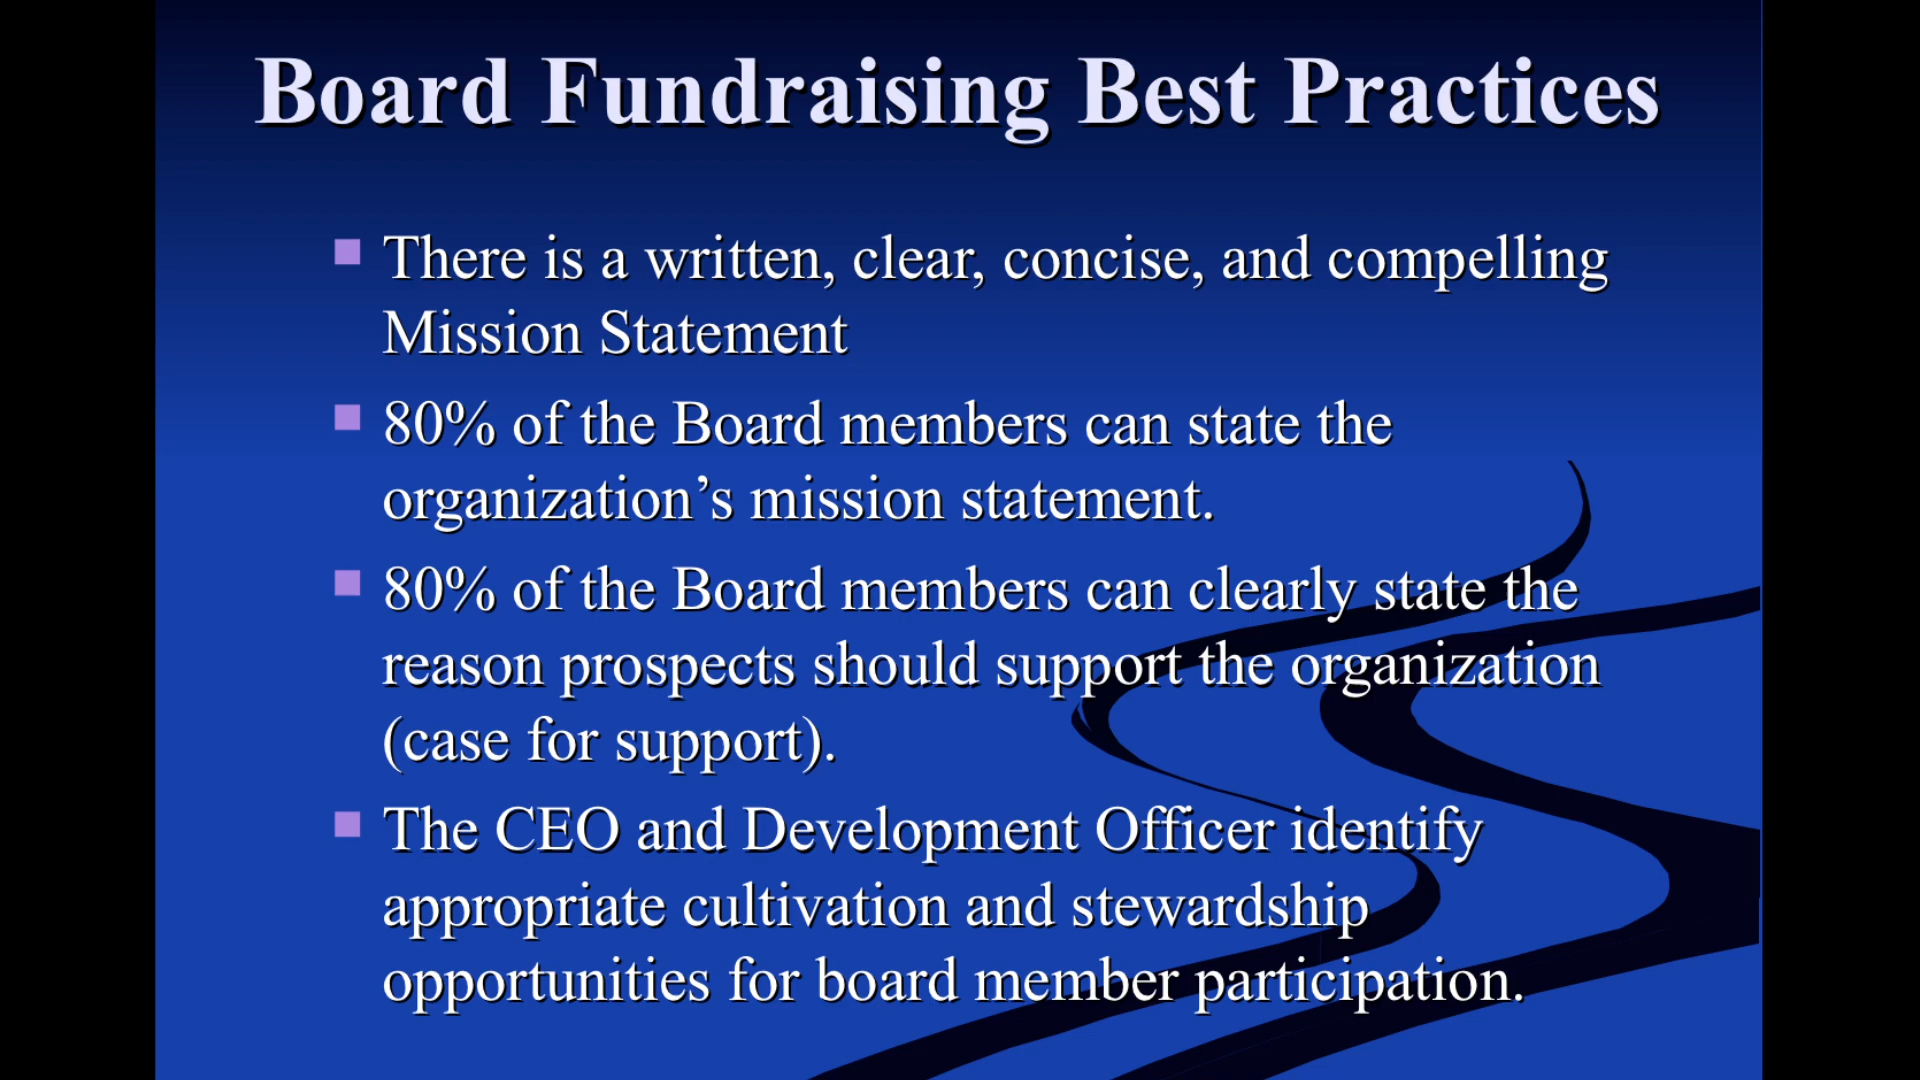 Board Fundraising Best Practices
There is a written, clear, concise, and compelling
Mission Statement
80% of the Board members can state the
organization’s mission statement.
80% of the Board members can clearly state the
reason prospects should support the organization
(case for support).
The CEO and Development Officer identify
appropriate cultivation and stewardship
opportunities for board member participation.